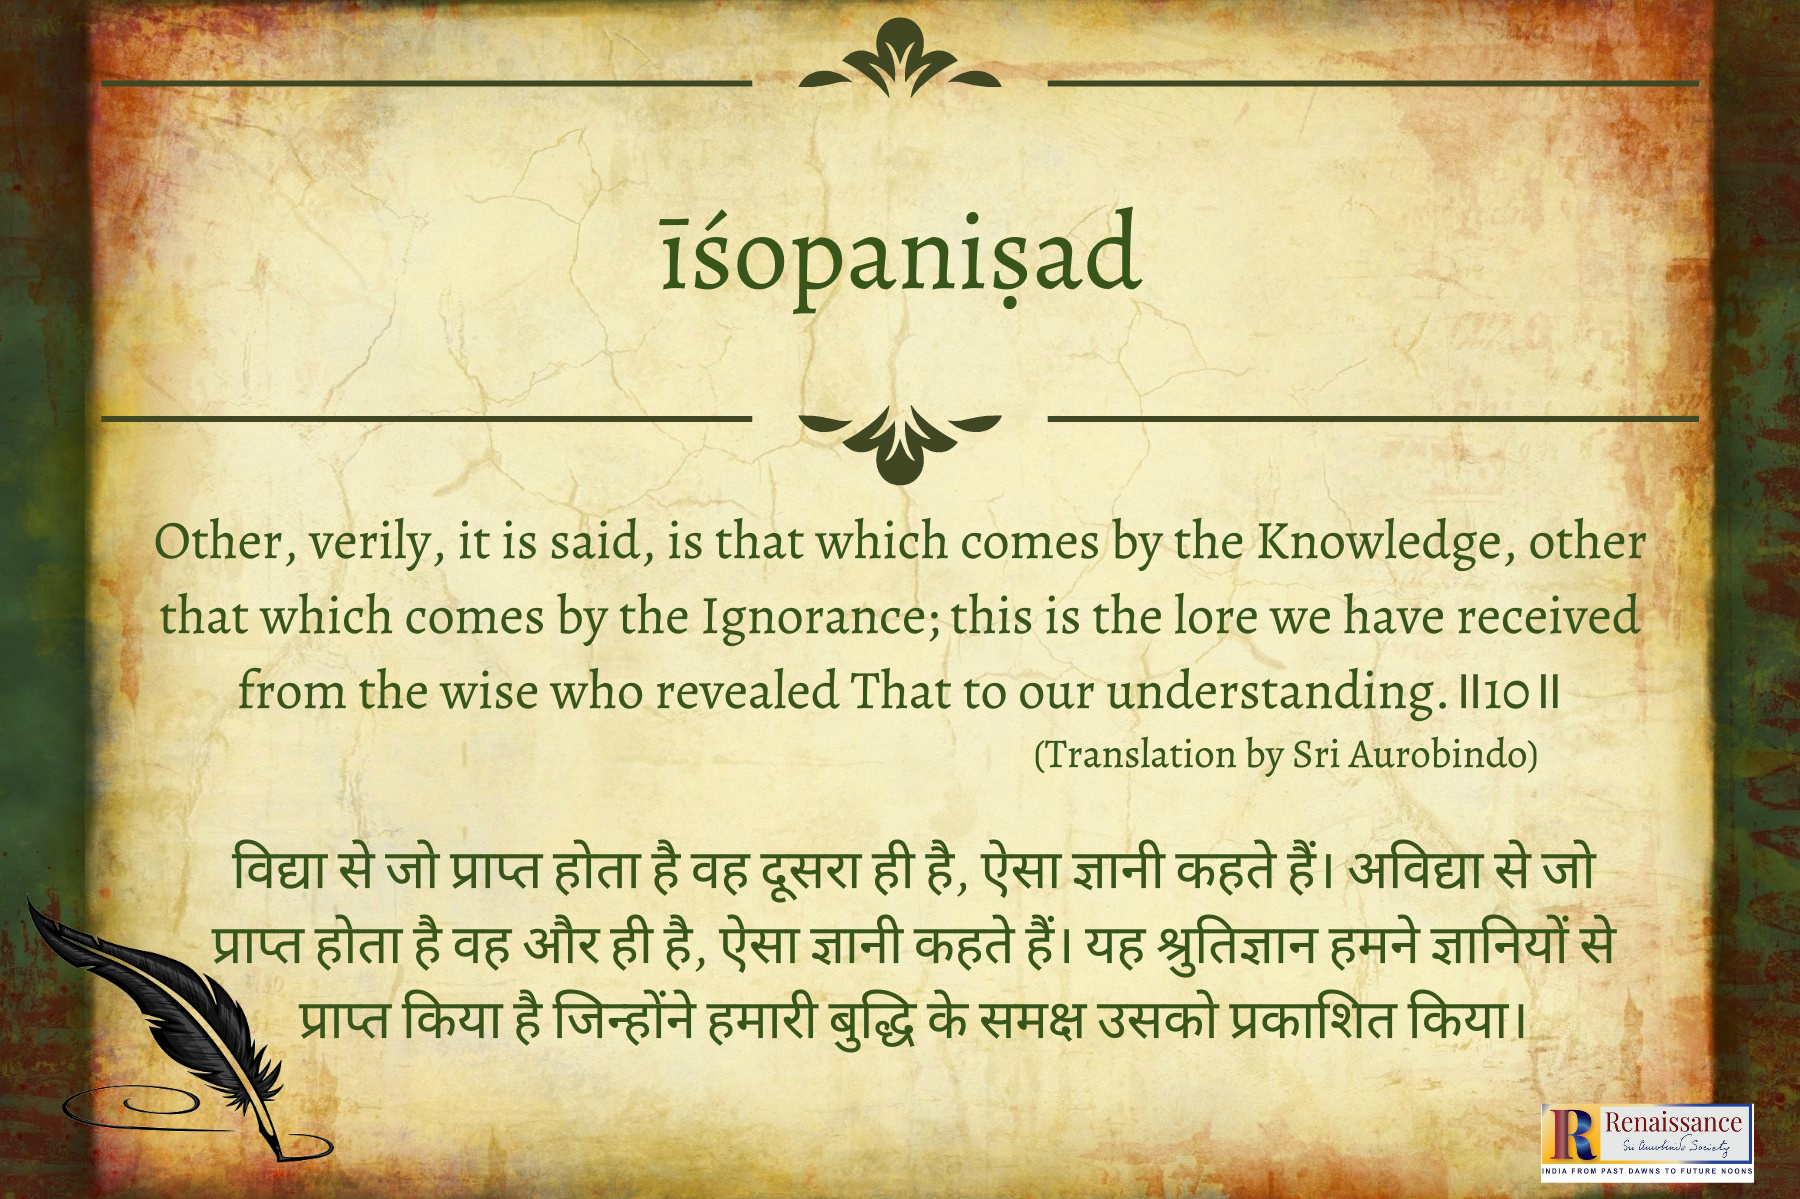 īśopaniṣad
Other, verily, it is said, is that which comes by the Knowledge, other
that which comes by the Ignorance; this is the lore we have received
from the wise who revealed That to our understanding. ॥10॥
(Translation by Sri Aurobindo)
विद्या से जो प्राप्त होता है वह दूसरा ही है, ऐसा ज्ञानी कहते हैं। अविद्या से जो
प्राप्त होता है वह और ही है, ऐसा ज्ञानी कहते हैं। यह श्रुतिज्ञान हमने ज्ञानियों से
प्राप्त किया है जिन्होंने हमारी बुद्धि के समक्ष उसको प्रकाशित किया।
R Renaissance
Sri Aurobindo Society
INDIA FROM PAST DAWNS TO FUTURE NOONS